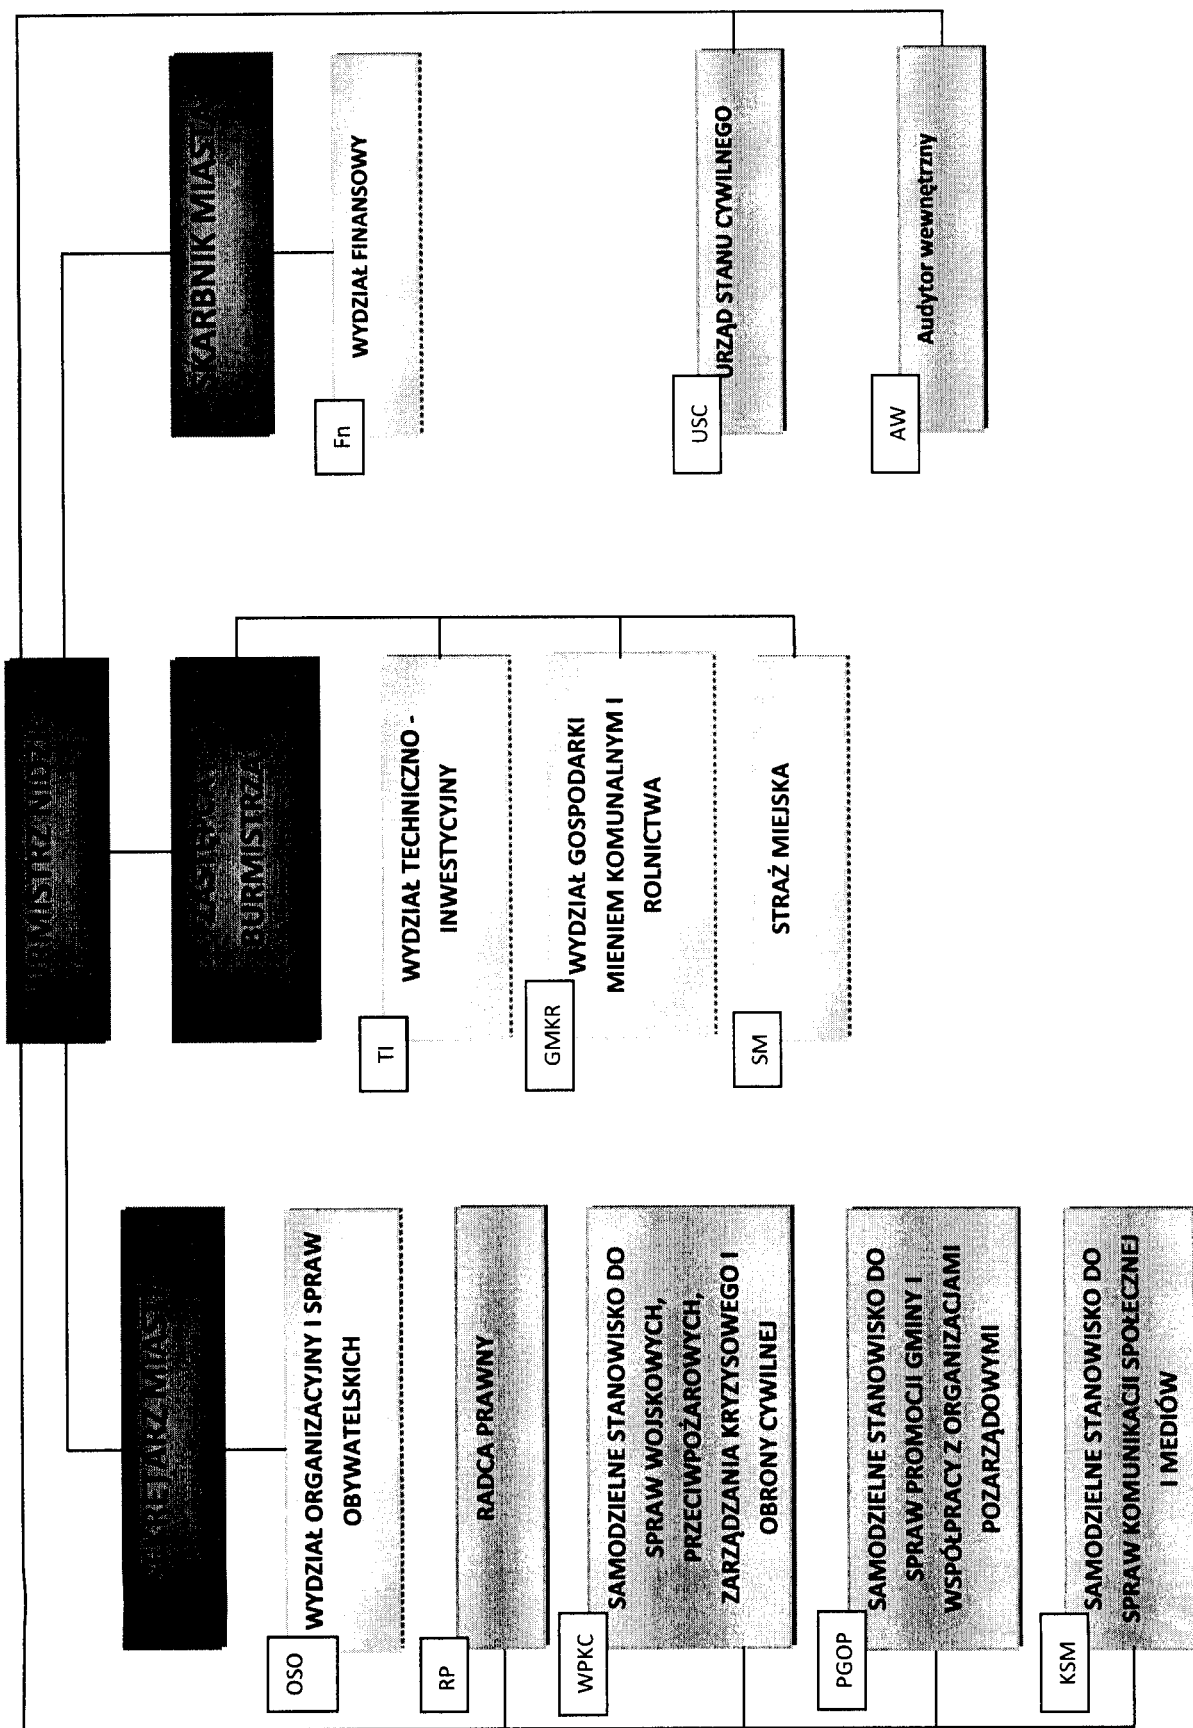 BURMISTRZ
SEKRETARZ MIASTA
OSO
WYDZIAŁ ORGANIZACYJNY I SPRAW
OBYWATELSKICH
RP
RADCA PRAWNY
WPKC
SAMODZIELNE STANOWISKO DO
SPRAW WOJSKOWYCH,
PRZECIWPOŻAROWYCH,
ZARZĄDZANIA KRYZYSOWEGO I
OBRONY CYWILNEJ
PGOP
SAMODZIELNE STANOWISKO DO
SPRAW PROMOCJI GMINY I
WSPÓŁPRACY Z ORGANIZACJAMI
POZARZĄDOWYMI
KSM
SAMODZIELNE STANOWISKO DO
SPRAW KOMUNIKACJI SPOŁECZNEJ
I MEDIÓW
ZASTĘPCA
BURMISTRZA
TI
WYDZIAŁ TECHNICZNO -
INWESTYCYJNY
GMKR
WYDZIAŁ GOSPODARKI
MIENIEM KOMUNALNYM I
ROLNICTWA
SM
STRAŻ MIEJSKA
SKARBNIK MIASTA
Fn
WYDZIAŁ FINANSOWY
USC
URZĄD STANU CYWILNEGO
AW
Audytor wewnętrzny